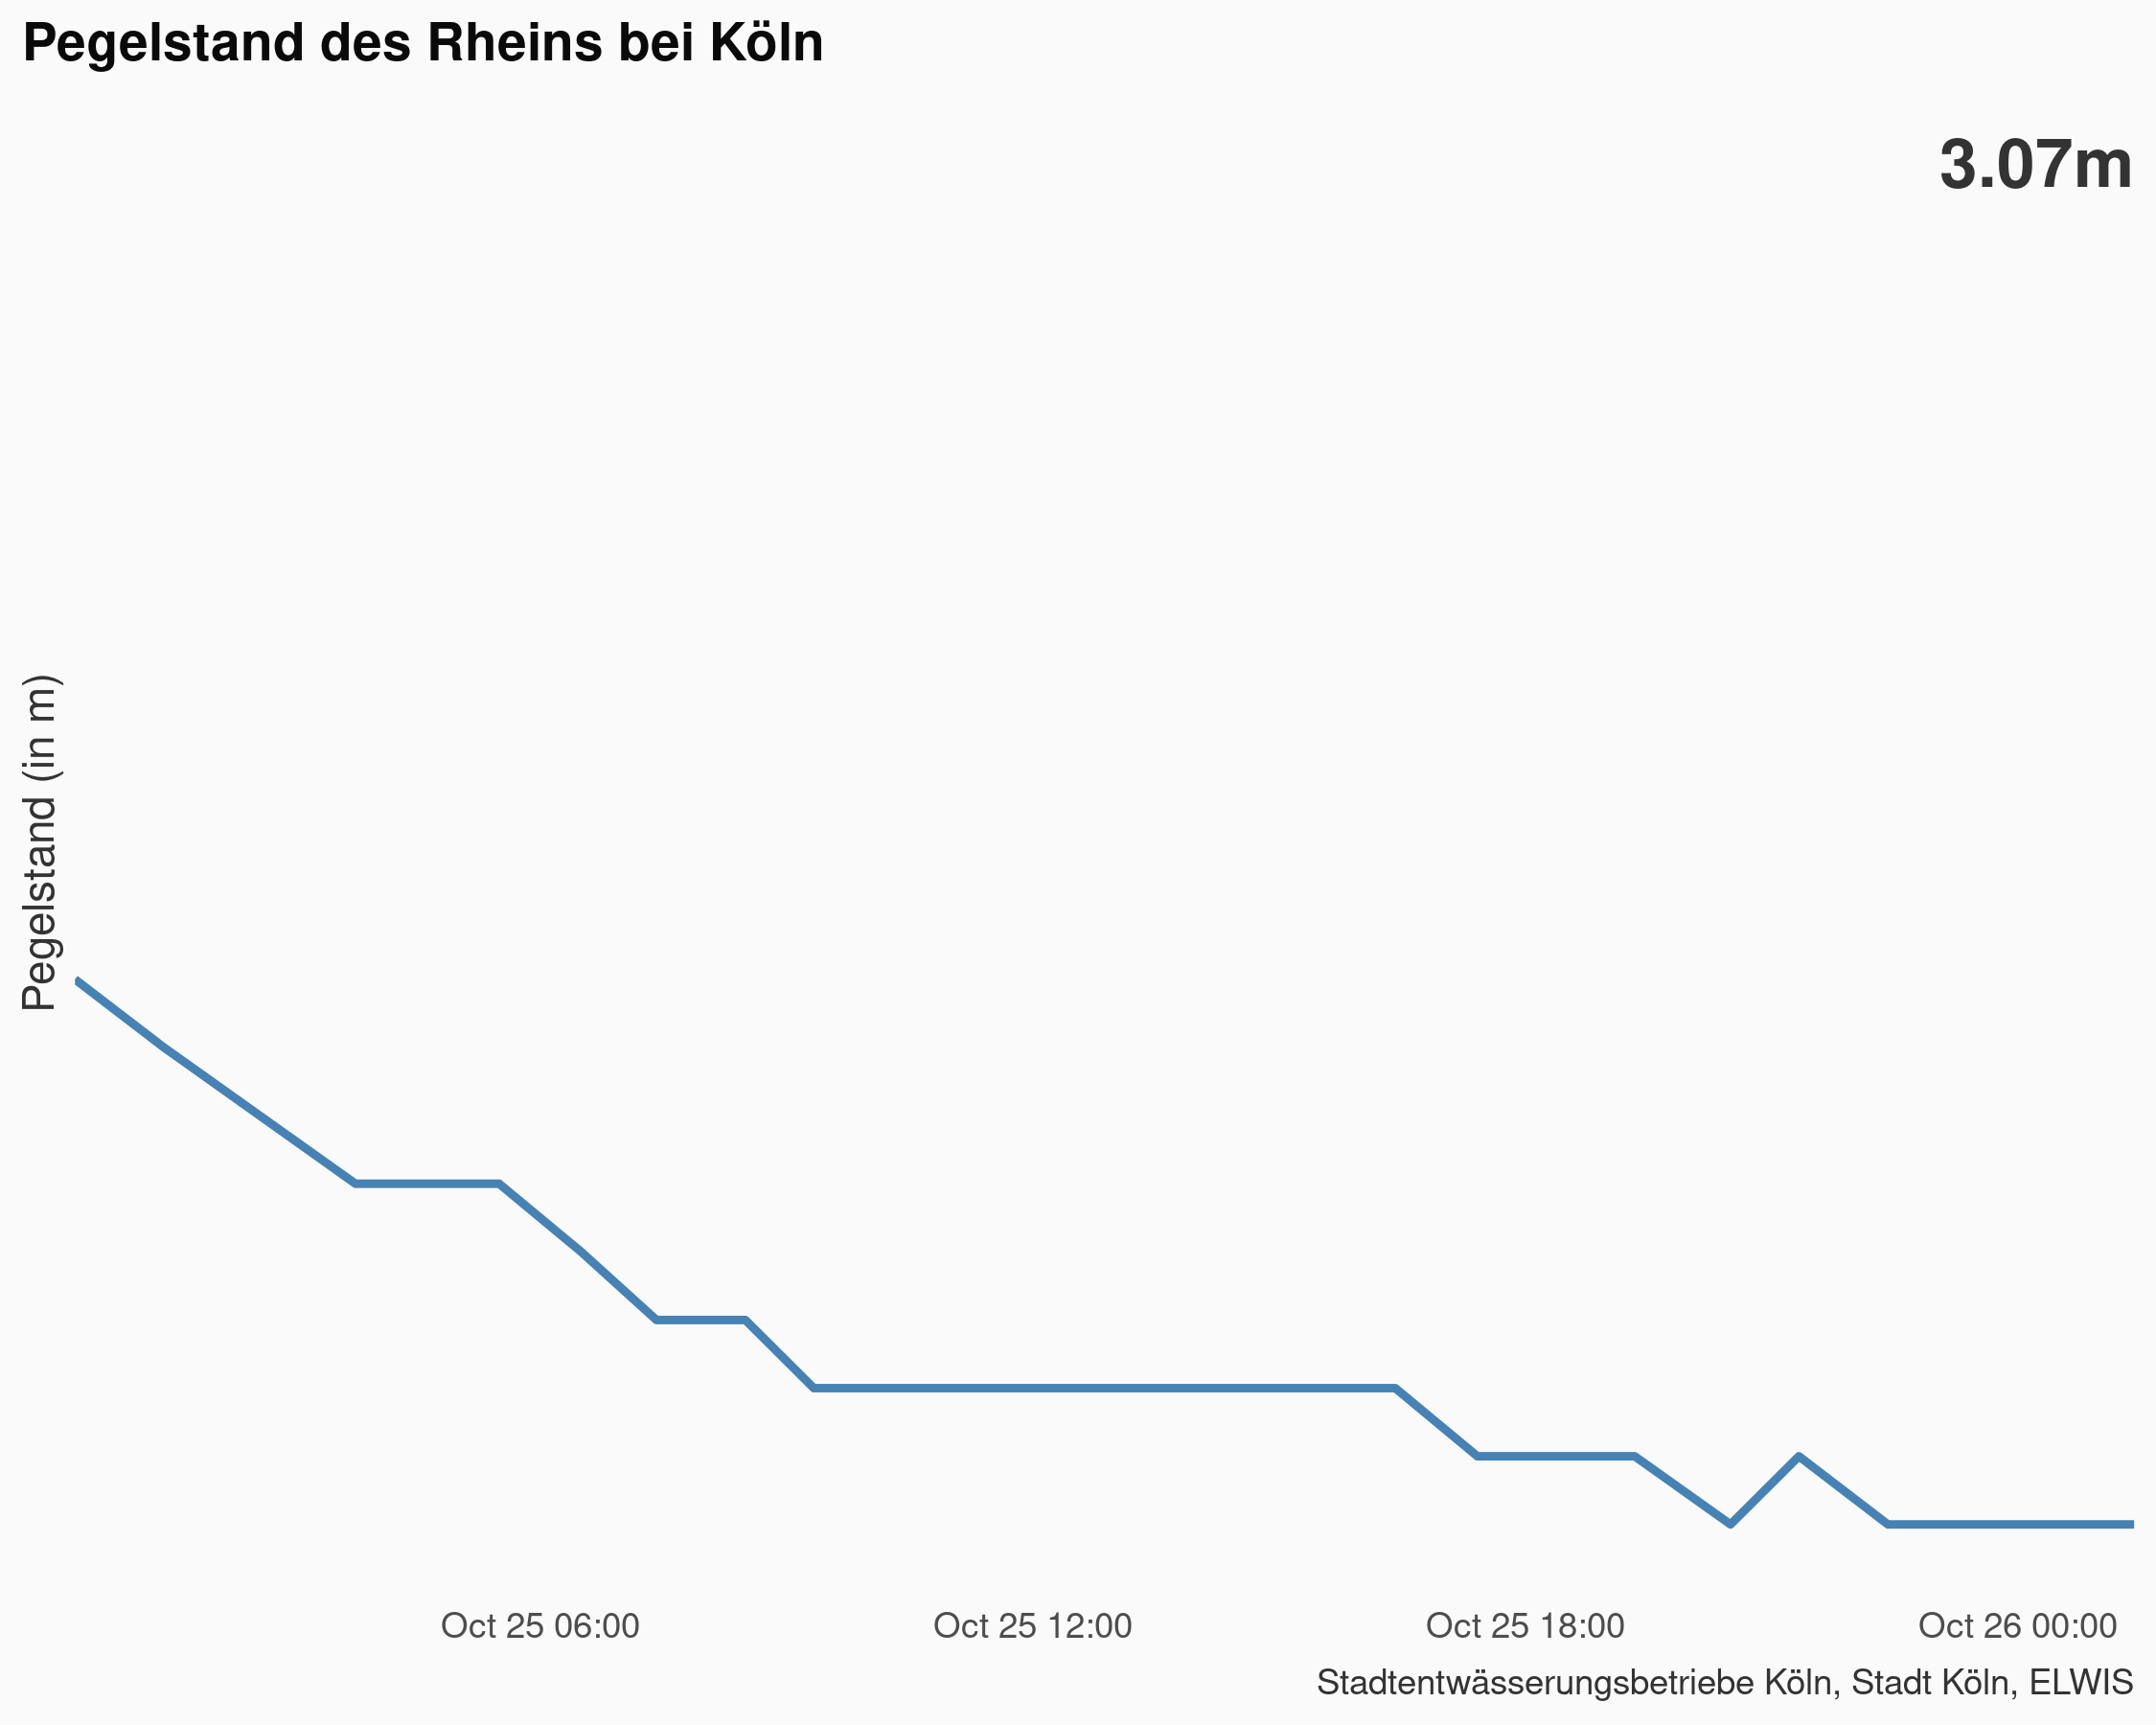 Pegelstand des Rheins bei Köln
3.07m
Pegelstand (in m)
Oct 25 06:00
Oct 25 12:00
Oct 25 18:00
Oct 26 00:00
Stadtentwässerungsbetriebe Köln, Stadt Köln, ELWIS